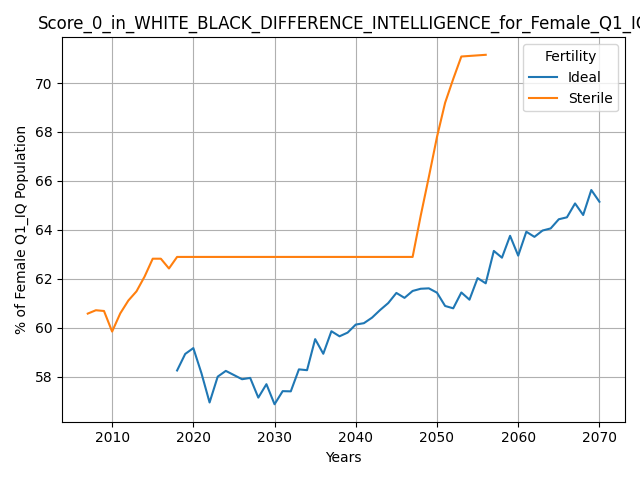 Score_0_in_WHITE_BLACK_DIFFERENCE_INTELLIGENCE_for_Female_Q1_IQ
Fertility
Ideal
Sterile
% of Female Q1_IQ Population
70
68
66
64
62
60
58
2010 2020 2030 2040 2050 2060 2070
Years